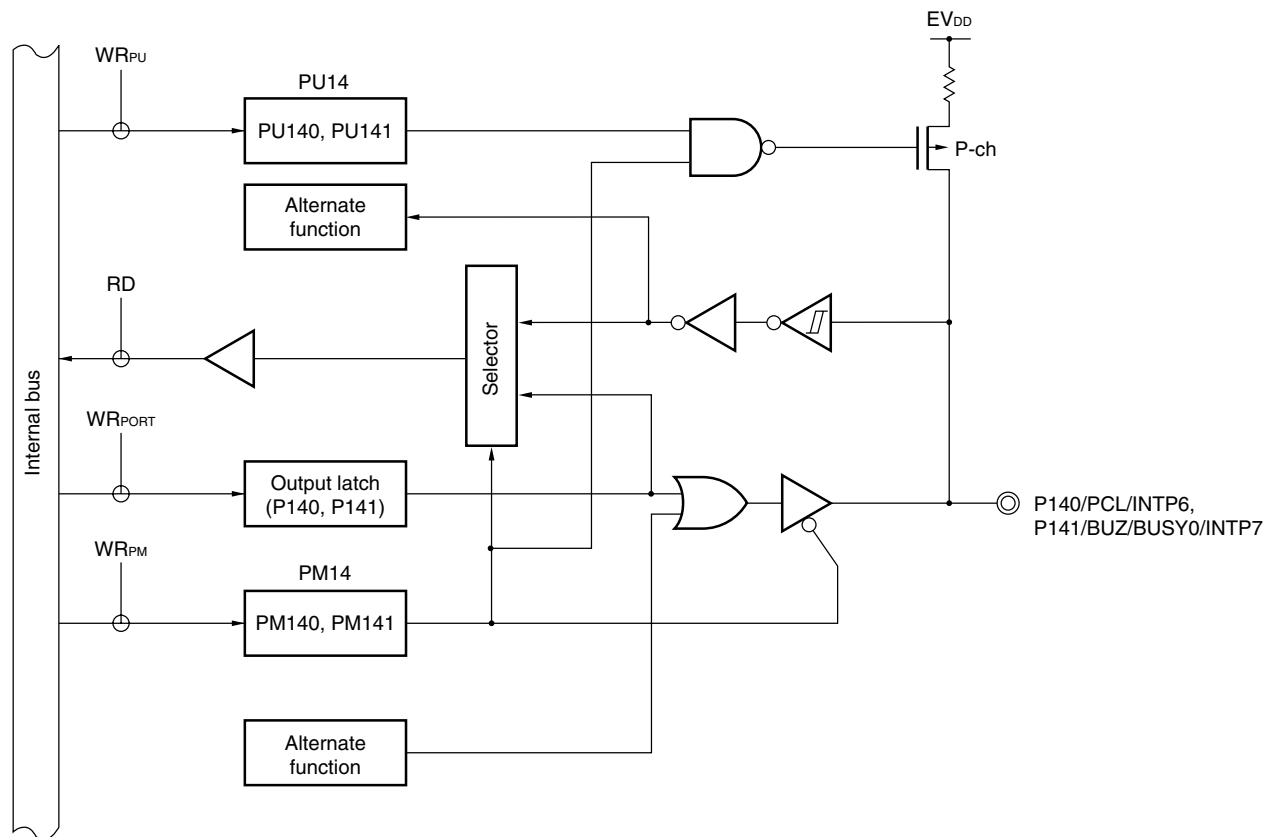 EVDD
WRPU
PU14
PU140, PU141
P-ch
Alternate
function
RD
Selector
Internal bus
WRPORT
Output latch
(P140, P141)
P140/PCL/INTP6,
P141/BUZ/BUSY0/INTP7
WRPM
PM14
PM140, PM141
Alternate
function